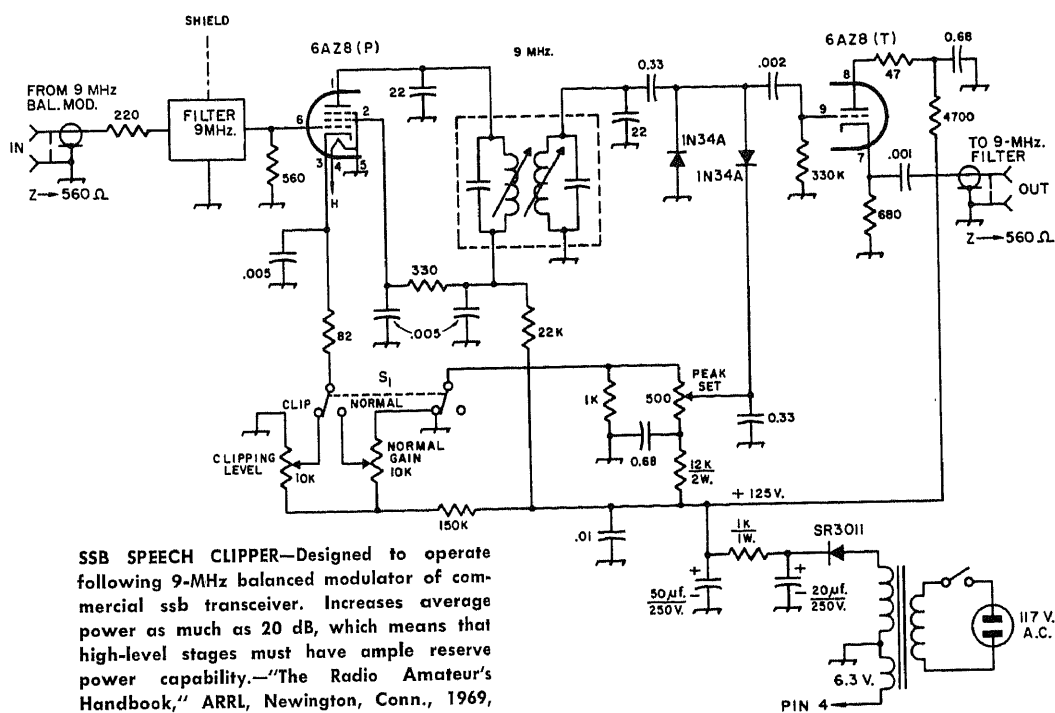 SHIELD
6AZ8 (P)
9 MHz.
6AZ8 (T)
0.68
0.33
.002
8
47
FROM 9 MHz
BAL. MOD.
220
FILTER
9MHz.
1
22
2
6
3
4
5
9
22
1N34A
1N34A
4700
7
TO 9-MHz.
FILTER
IN
Z→560Ω
560
H
330K
.001
OUT
680
Z→560Ω
.005
330
.005
82
22K
S1
PEAK
SET
CLIP
NORMAL
1K
500
0.33
CLIPPING
LEVEL
10K
NORMAL
GAIN
10K
0.68
12K
2W.
+ 125V.
150K
.01
1K
1W.
SR3011
+
50µf.
250V.
−
+
20µf.
250V.
−
117 V.
A.C.
6.3 V.
PIN 4
SSB SPEECH CLIPPER—Designed to operate
following 9-MHz balanced modulator of com-
mercial ssb transceiver. Increases average
power as much as 20 dB, which means that
high-level stages must have ample reserve
power capability.—"The Radio Amateur's
Handbook," ARRL, Newington, Conn., 1969,